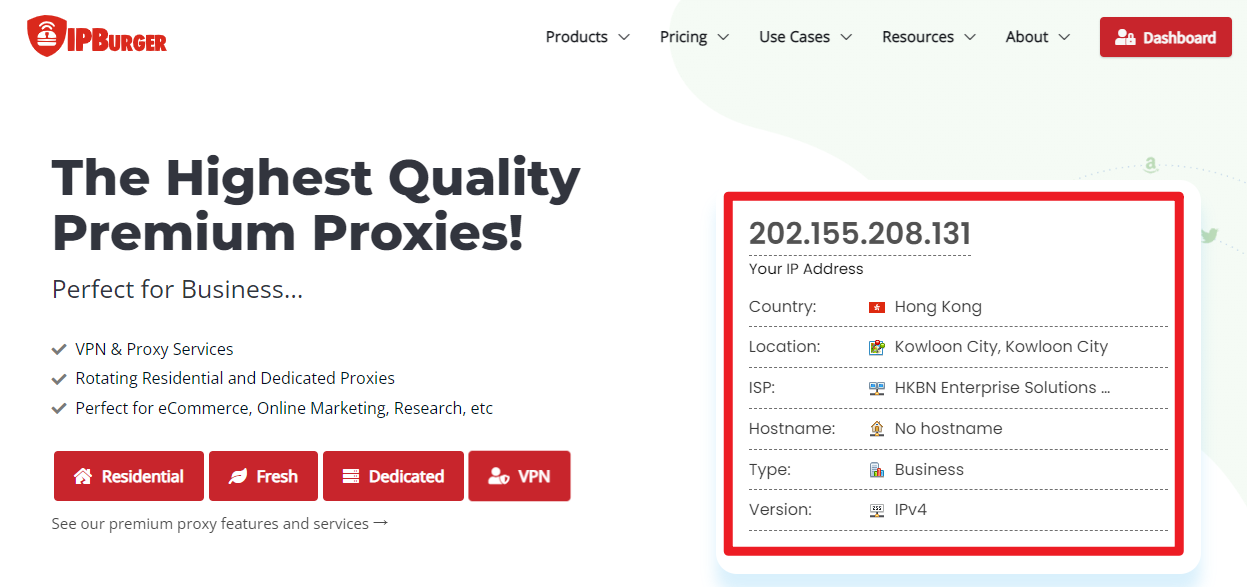 IPBURGER
Products
Pricing
Use Cases
Resources
About
Dashboard
The Highest Quality
Premium Proxies!
Perfect for Business...
VPN & Proxy Services
Rotating Residential and Dedicated Proxies
Perfect for eCommerce, Online Marketing, Research, etc
Residential
Fresh
Dedicated
VPN
See our premium proxy features and services →
202.155.208.131
Your IP Address
Country: Hong Kong
Location: Kowloon City, Kowloon City
ISP: HKBN Enterprise Solutions ...
Hostname: No hostname
Type: Business
Version: IPv4